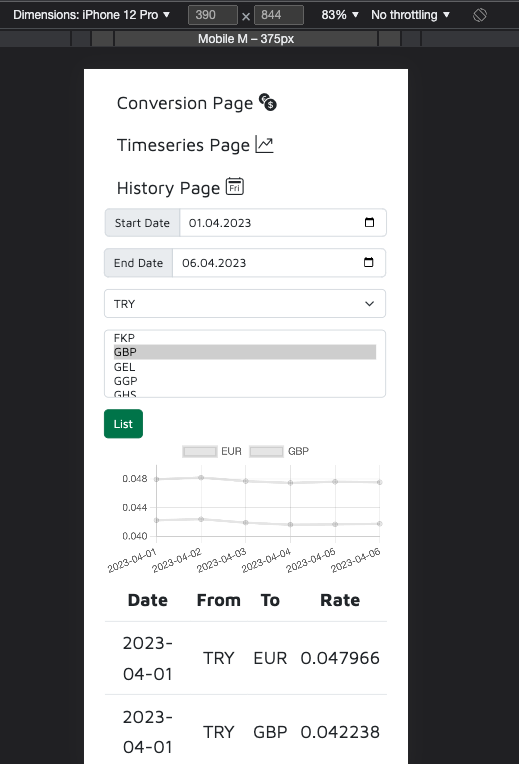 Dimensions: iPhone 12 Pro ▼ 390 × 844 83% ▼ No throttling ▼
Mobile M – 375px
Conversion Page
Timeseries Page
History Page Fri
Start Date 01.04.2023
End Date 06.04.2023
TRY
FKP
GBP
GEL
GGP
GHS
List
EUR GBP
0.048
0.044
0.040
2023-04-01 2023-04-02 2023-04-03 2023-04-04 2023-04-05 2023-04-06
Date From To Rate
2023-
04-01 TRY EUR 0.047966
2023-
04-01 TRY GBP 0.042238